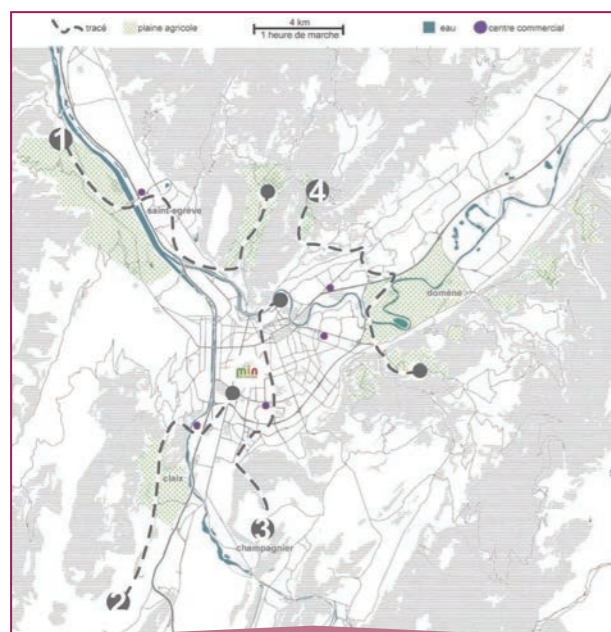 tracé plaine agricole 4 km eau centre commercial
1 heure de marche
1
4
saint-egrève
domène
min
claix
3
champagnier
2